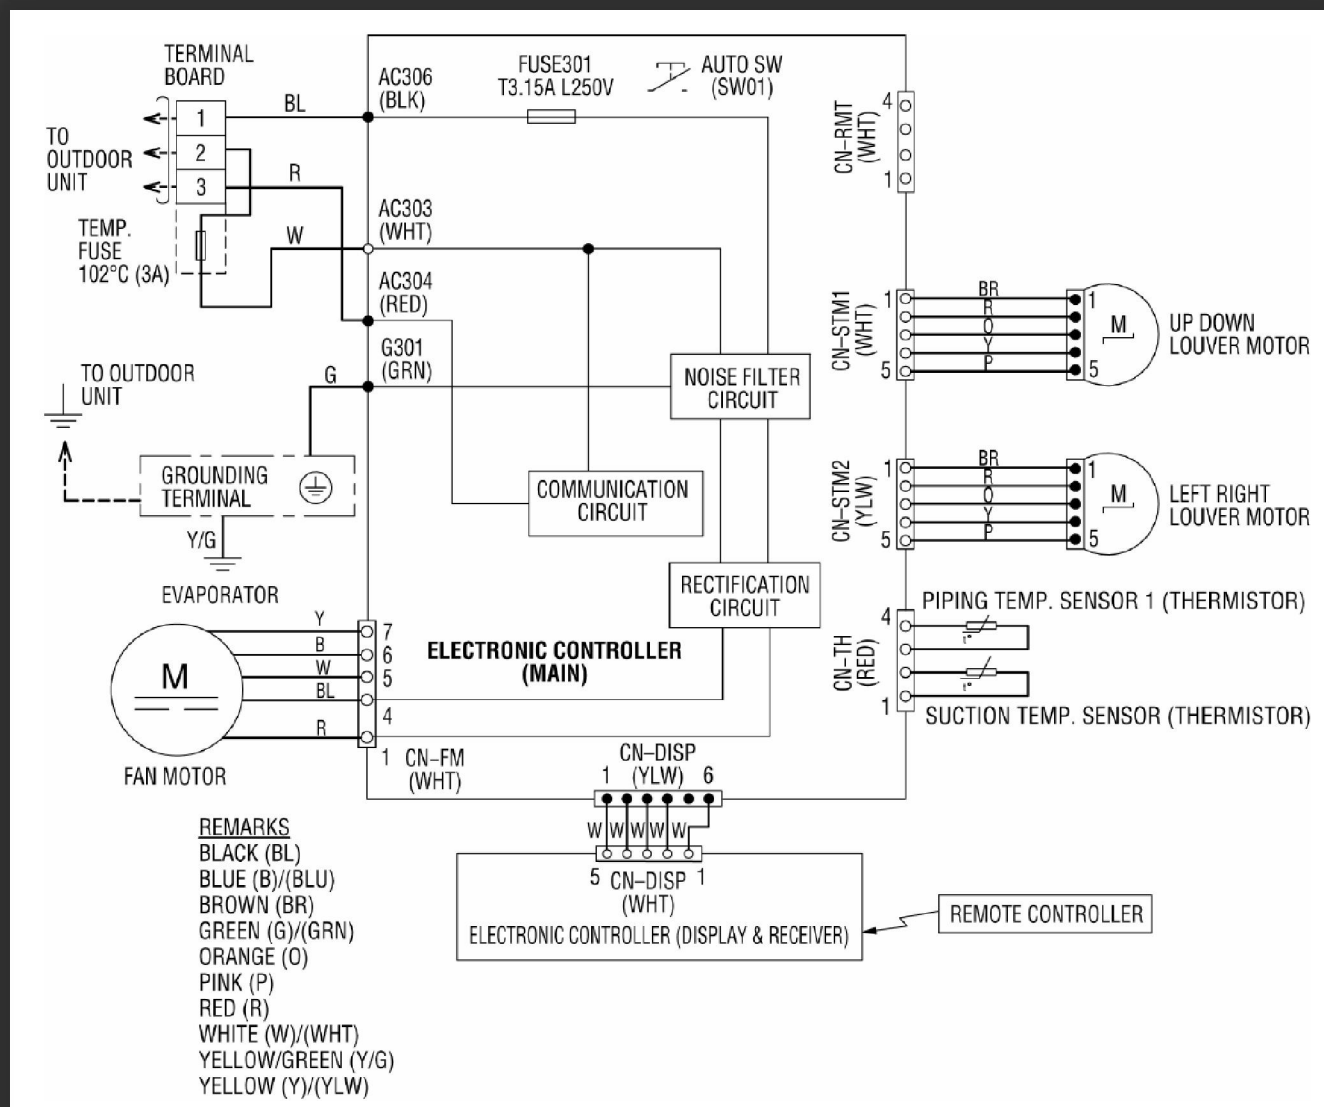 TERMINAL
BOARD
1
2
3
TO
OUTDOOR
UNIT
TEMP.
FUSE
102°C (3A)
BL
R
W
AC306
(BLK)
FUSE301
T3.15A L250V
AUTO SW
(SW01)
AC303
(WHT)
AC304
(RED)
G301
(GRN)
G
TO OUTDOOR
UNIT
GROUNDING
TERMINAL
Y/G
EVAPORATOR
NOISE FILTER
CIRCUIT
COMMUNICATION
CIRCUIT
RECTIFICATION
CIRCUIT
ELECTRONIC CONTROLLER
(MAIN)
4
CN-RMT
(WHT)
1
1
CN-STM1
(WHT)
5
BR
R
O
Y
P
1
M
5
UP DOWN
LOUVER MOTOR
1
CN-STM2
(YLW)
5
BR
R
O
Y
P
1
M
5
LEFT RIGHT
LOUVER MOTOR
PIPING TEMP. SENSOR 1 (THERMISTOR)
4
CN-TH
(RED)
1
t°
t°
SUCTION TEMP. SENSOR (THERMISTOR)
M
FAN MOTOR
Y
B
W
BL
R
7
6
5
4
1
CN-FM
(WHT)
CN-DISP
1 (YLW) 6
W W W W W
5 CN-DISP 1
(WHT)
ELECTRONIC CONTROLLER (DISPLAY & RECEIVER)
REMOTE CONTROLLER
REMARKS
BLACK (BL)
BLUE (B)/(BLU)
BROWN (BR)
GREEN (G)/(GRN)
ORANGE (O)
PINK (P)
RED (R)
WHITE (W)/(WHT)
YELLOW/GREEN (Y/G)
YELLOW (Y)/(YLW)